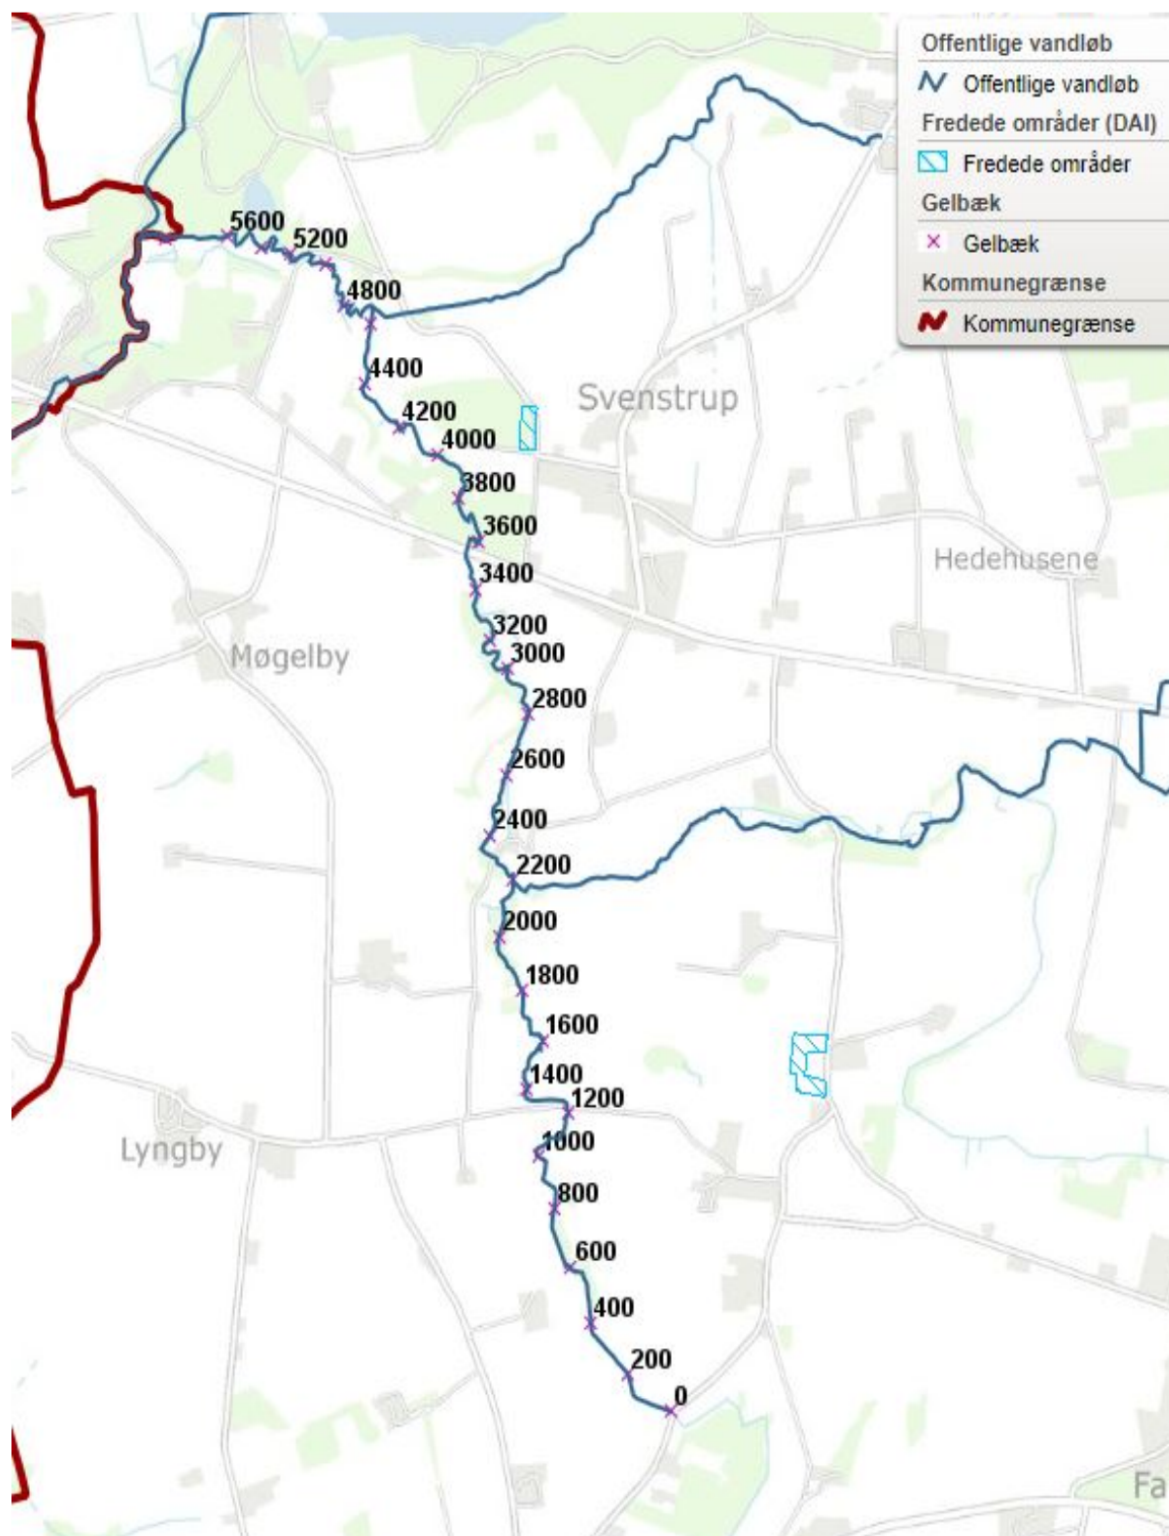 Offentlige vandløb
Offentlige vandløb
Fredede områder (DAI)
Fredede områder
Gelbæk
Gelbæk
Kommunegrænse
Kommunegrænse
5600
5200
4800
4400
4200
4000
3800
3600
3400
3200
3000
2800
2600
2400
2200
2000
1800
1600
1400
1200
1000
800
600
400
200
0
Svenstrup
Hedehusene
Møgelby
Lyngby
Fa